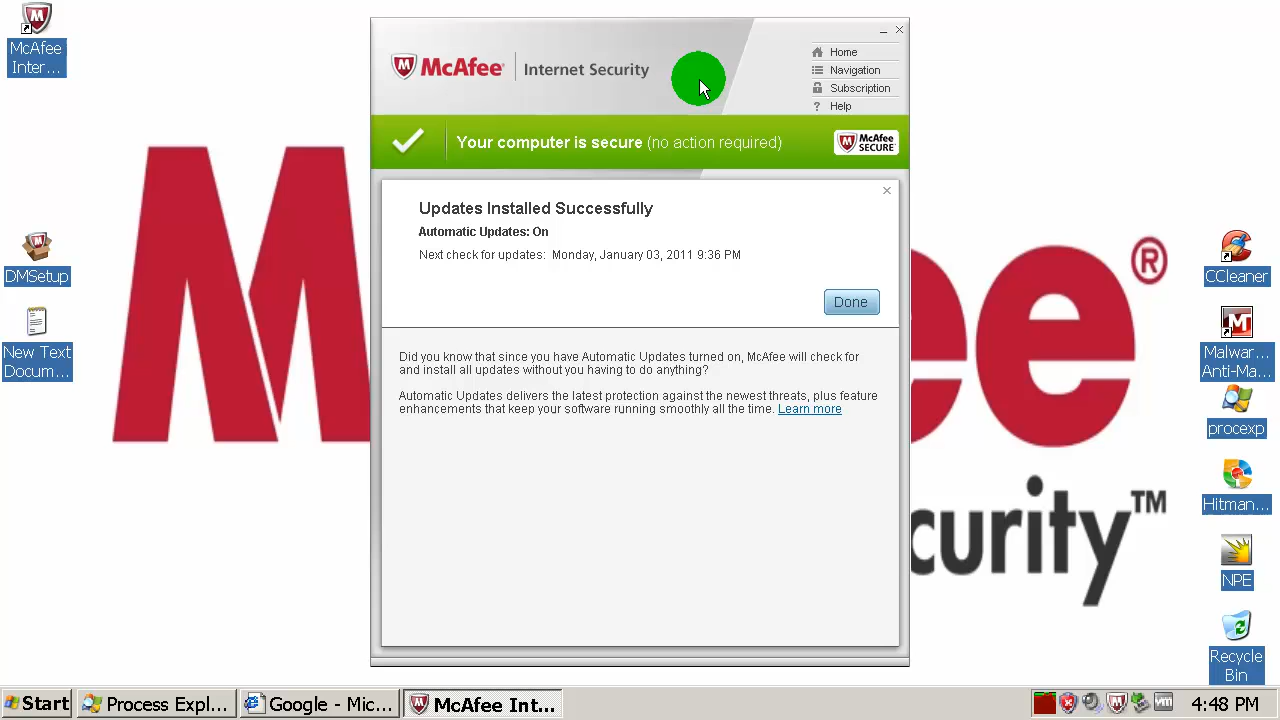 McAfee
Inter...
DMSetup
New Text
Docum...
McAfee® Internet Security
Home
Navigation
Subscription
? Help
Your computer is secure (no action required)
McAfee
SECURE
Updates Installed Successfully
Automatic Updates: On
Next check for updates: Monday, January 03, 2011 9:36 PM
Done
Did you know that since you have Automatic Updates turned on, McAfee will check for
and install all updates without you having to do anything?
Automatic Updates delivers the latest protection against the newest threats, plus feature
enhancements that keep your software running smoothly all the time. Learn more
M ee®
curity™
CCleaner
Malwar...
Anti-Ma...
procexp
Hitman...
NPE
Recycle
Bin
Start
Process Expl...
Google - Mic...
McAfee Int...
vm
4:48 PM